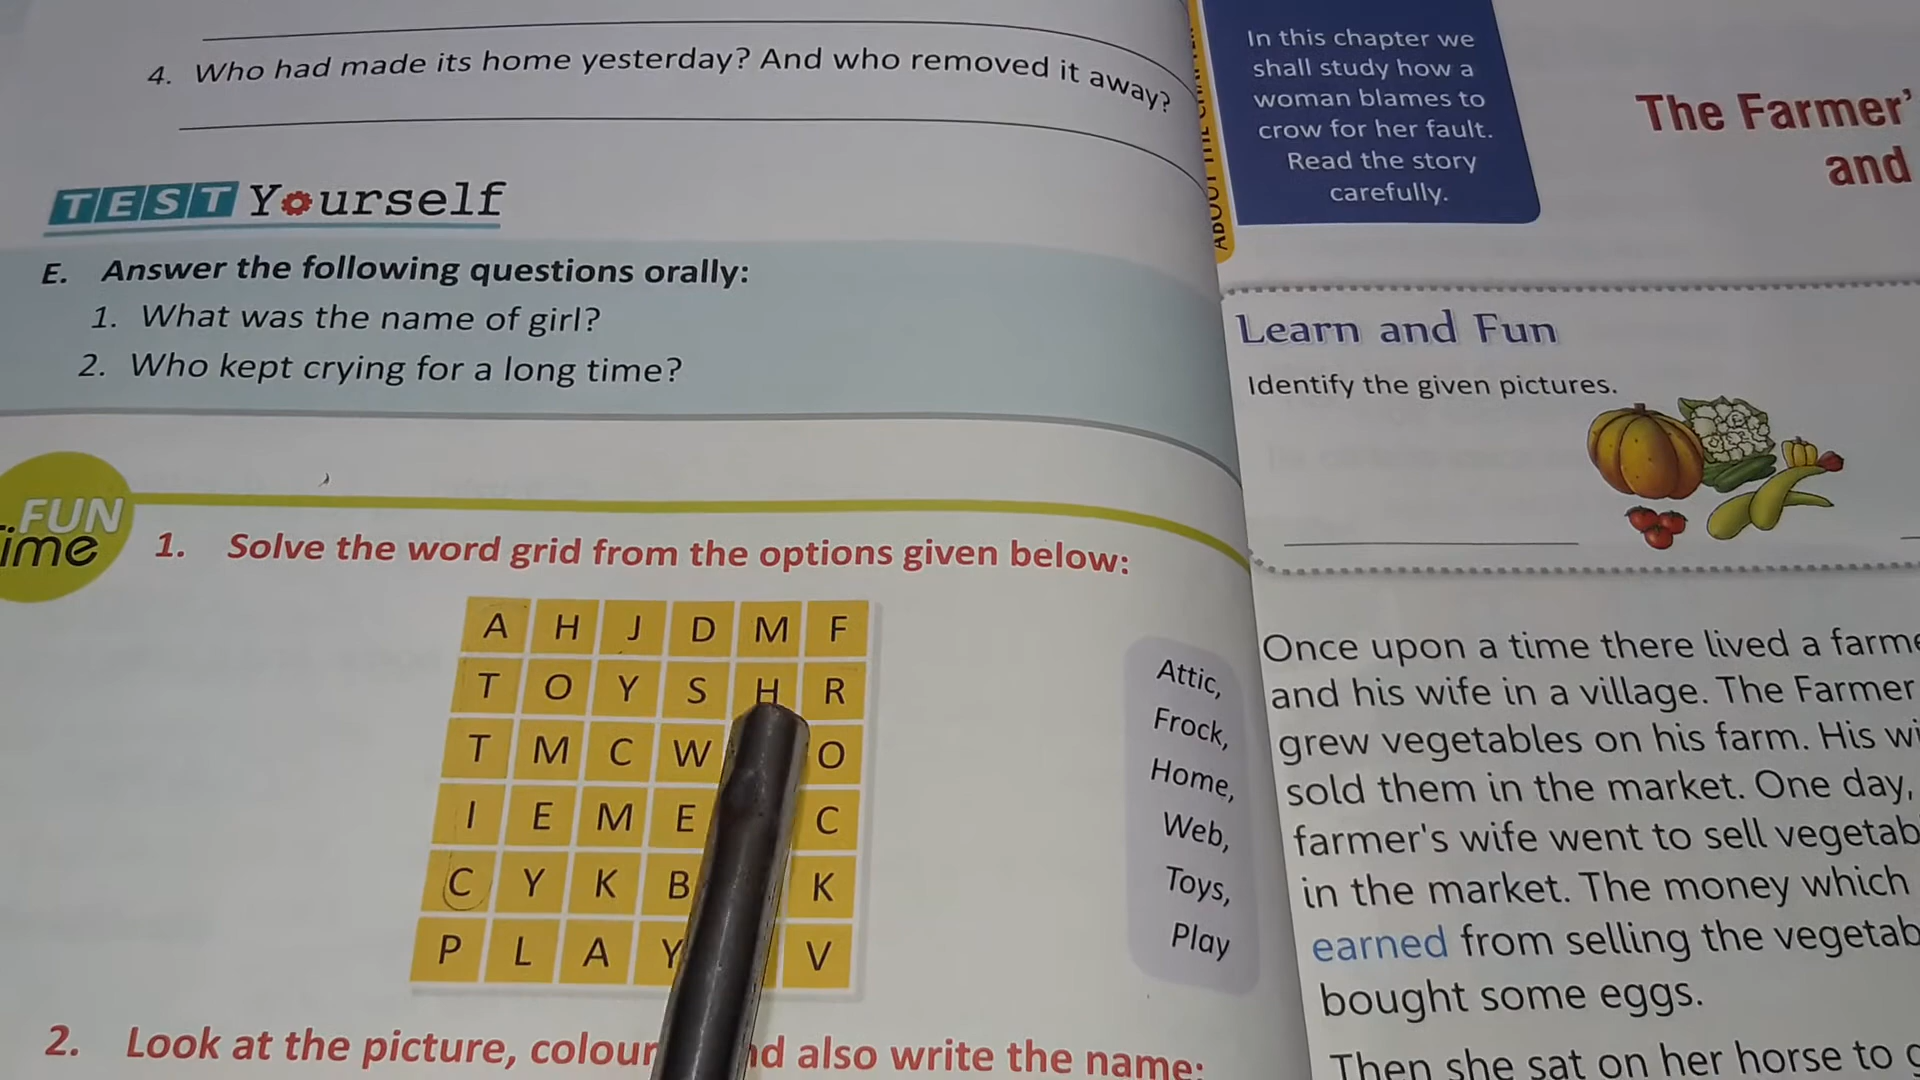 4. Who had made its home yesterday? And who removed it away?
TEST Yourself
E. Answer the following questions orally:
1. What was the name of girl?
2. Who kept crying for a long time?
FUN
ime
1. Solve the word grid from the options given below:
A H J D M F
T O Y S H R
T M C W O
I E M E C
C Y K B K
P L A Y V
Attic,
Frock,
Home,
Web,
Toys,
Play
2. Look at the picture, colour nd also write the name:
ABOUT THE CHAPTER
In this chapter we
shall study how a
woman blames to
crow for her fault.
Read the story
carefully.
The Farmer'
and
Learn and Fun
Identify the given pictures.
Once upon a time there lived a farme
and his wife in a village. The Farmer
grew vegetables on his farm. His wi
sold them in the market. One day,
farmer's wife went to sell vegetab
in the market. The money which
earned from selling the vegetab
bought some eggs.
Then she sat on her horse to g